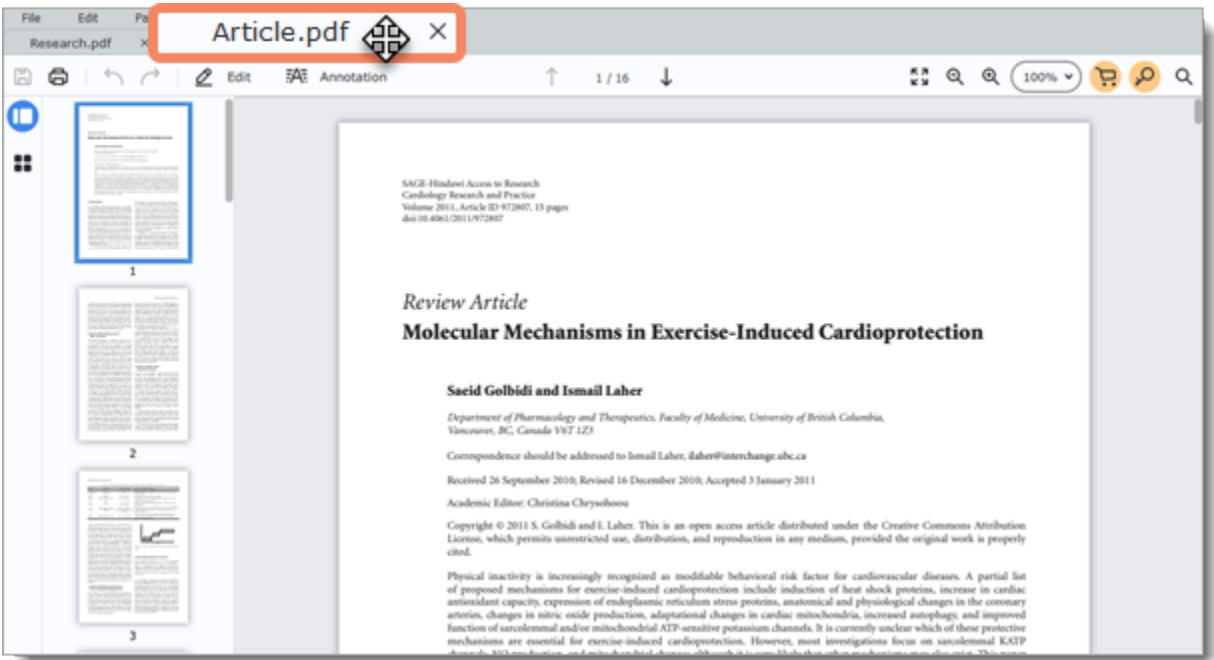 File Edit Pa
Research.pdf
Article.pdf
Edit Annotation 1 / 16 100%
1
2
3
SAGE-Hindawi Access to Research
Cardiology Research and Practice
Volume 2011, Article ID 972807, 15 pages
doi:10.4061/2011/972807
Review Article
Molecular Mechanisms in Exercise-Induced Cardioprotection
Saeid Golbidi and Ismail Laher
Department of Pharmacology and Therapeutics, Faculty of Medicine, University of British Columbia,
Vancouver, BC, Canada V6T 1Z3
Correspondence should be addressed to Ismail Laher, ilaher@interchange.ubc.ca
Received 26 September 2010; Revised 16 December 2010; Accepted 3 January 2011
Academic Editor: Christina Chrysohoou
Copyright © 2011 S. Golbidi and I. Laher. This is an open access article distributed under the Creative Commons Attribution
License, which permits unrestricted use, distribution, and reproduction in any medium, provided the original work is properly
cited.
Physical inactivity is increasingly recognized as modifiable behavioral risk factor for cardiovascular diseases. A partial list
of proposed mechanisms for exercise-induced cardioprotection include induction of heat shock proteins, increase in cardiac
antioxidant capacity, expression of endoplasmic reticulum stress proteins, anatomical and physiological changes in the coronary
arteries, changes in nitric oxide production, adaptational changes in cardiac mitochondria, increased autophagy, and improved
function of sarcolemmal and/or mitochondrial ATP-sensitive potassium channels. It is currently unclear which of these protective
mechanisms are essential for exercise-induced cardioprotection. However, most investigations focus on sarcolemmal KATP